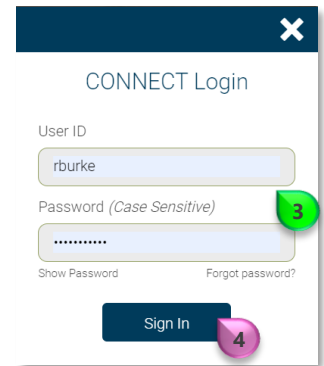 CONNECT Login
User ID
rburke
Password (Case Sensitive)
3
•••••••••••
Show Password Forgot password?
Sign In
4